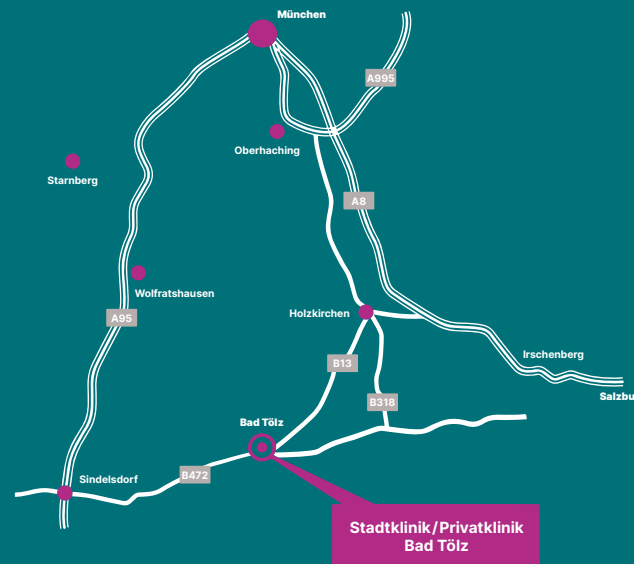 München
A995
Oberhaching
Starnberg
A8
Wolfratshausen
Holzkirchen
A95
Irschenberg
B13
Salzbu
B318
Bad Tölz
B472
Sindelsdorf
Stadtklinik/Privatklinik
Bad Tölz